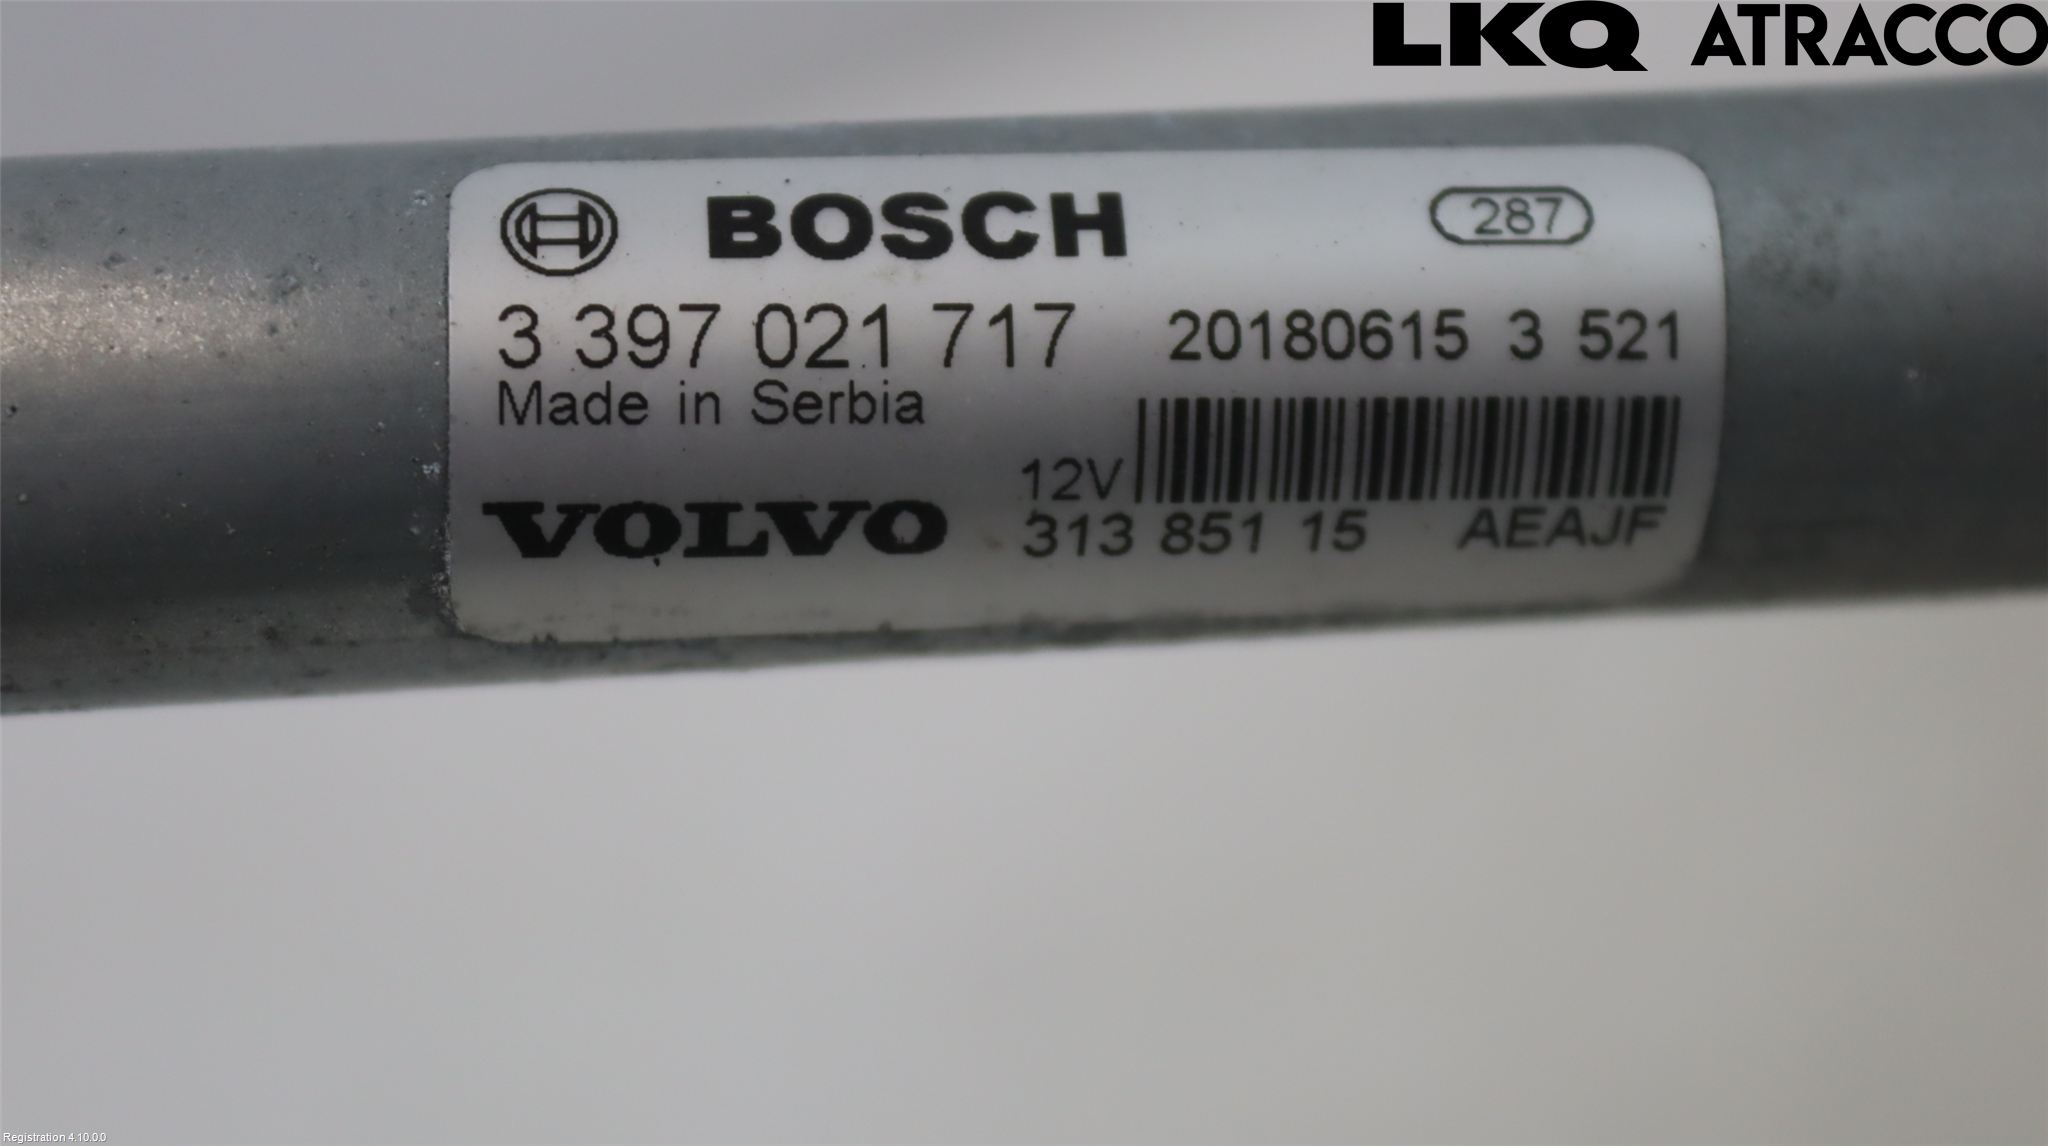 LKQ ATRACCO
BOSCH 287
3 397 021 717 20180615 3 521
Made in Serbia
12V
VOLVO 313 851 15 AEAJF
Registration 4.10.0.0